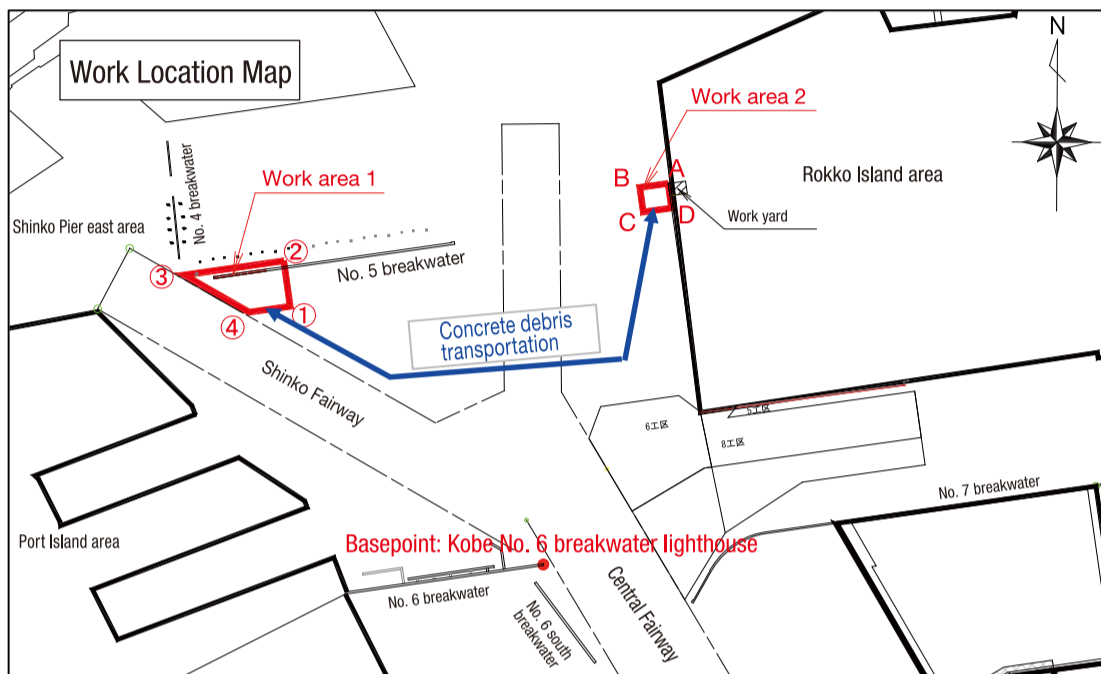 Work Location Map
N
Work area 2
A
B
Rokko Island area
No. 4 breakwater
Work area 1
C
D
Work yard
Shinko Pier east area
②
③
No. 5 breakwater
①
④
Concrete debris
transportation
Shinko Fairway
5工区
6工区
8工区
No. 7 breakwater
Port Island area
Basepoint: Kobe No. 6 breakwater lighthouse
No. 6 breakwater
No. 6 south
breakwater
Central Fairway